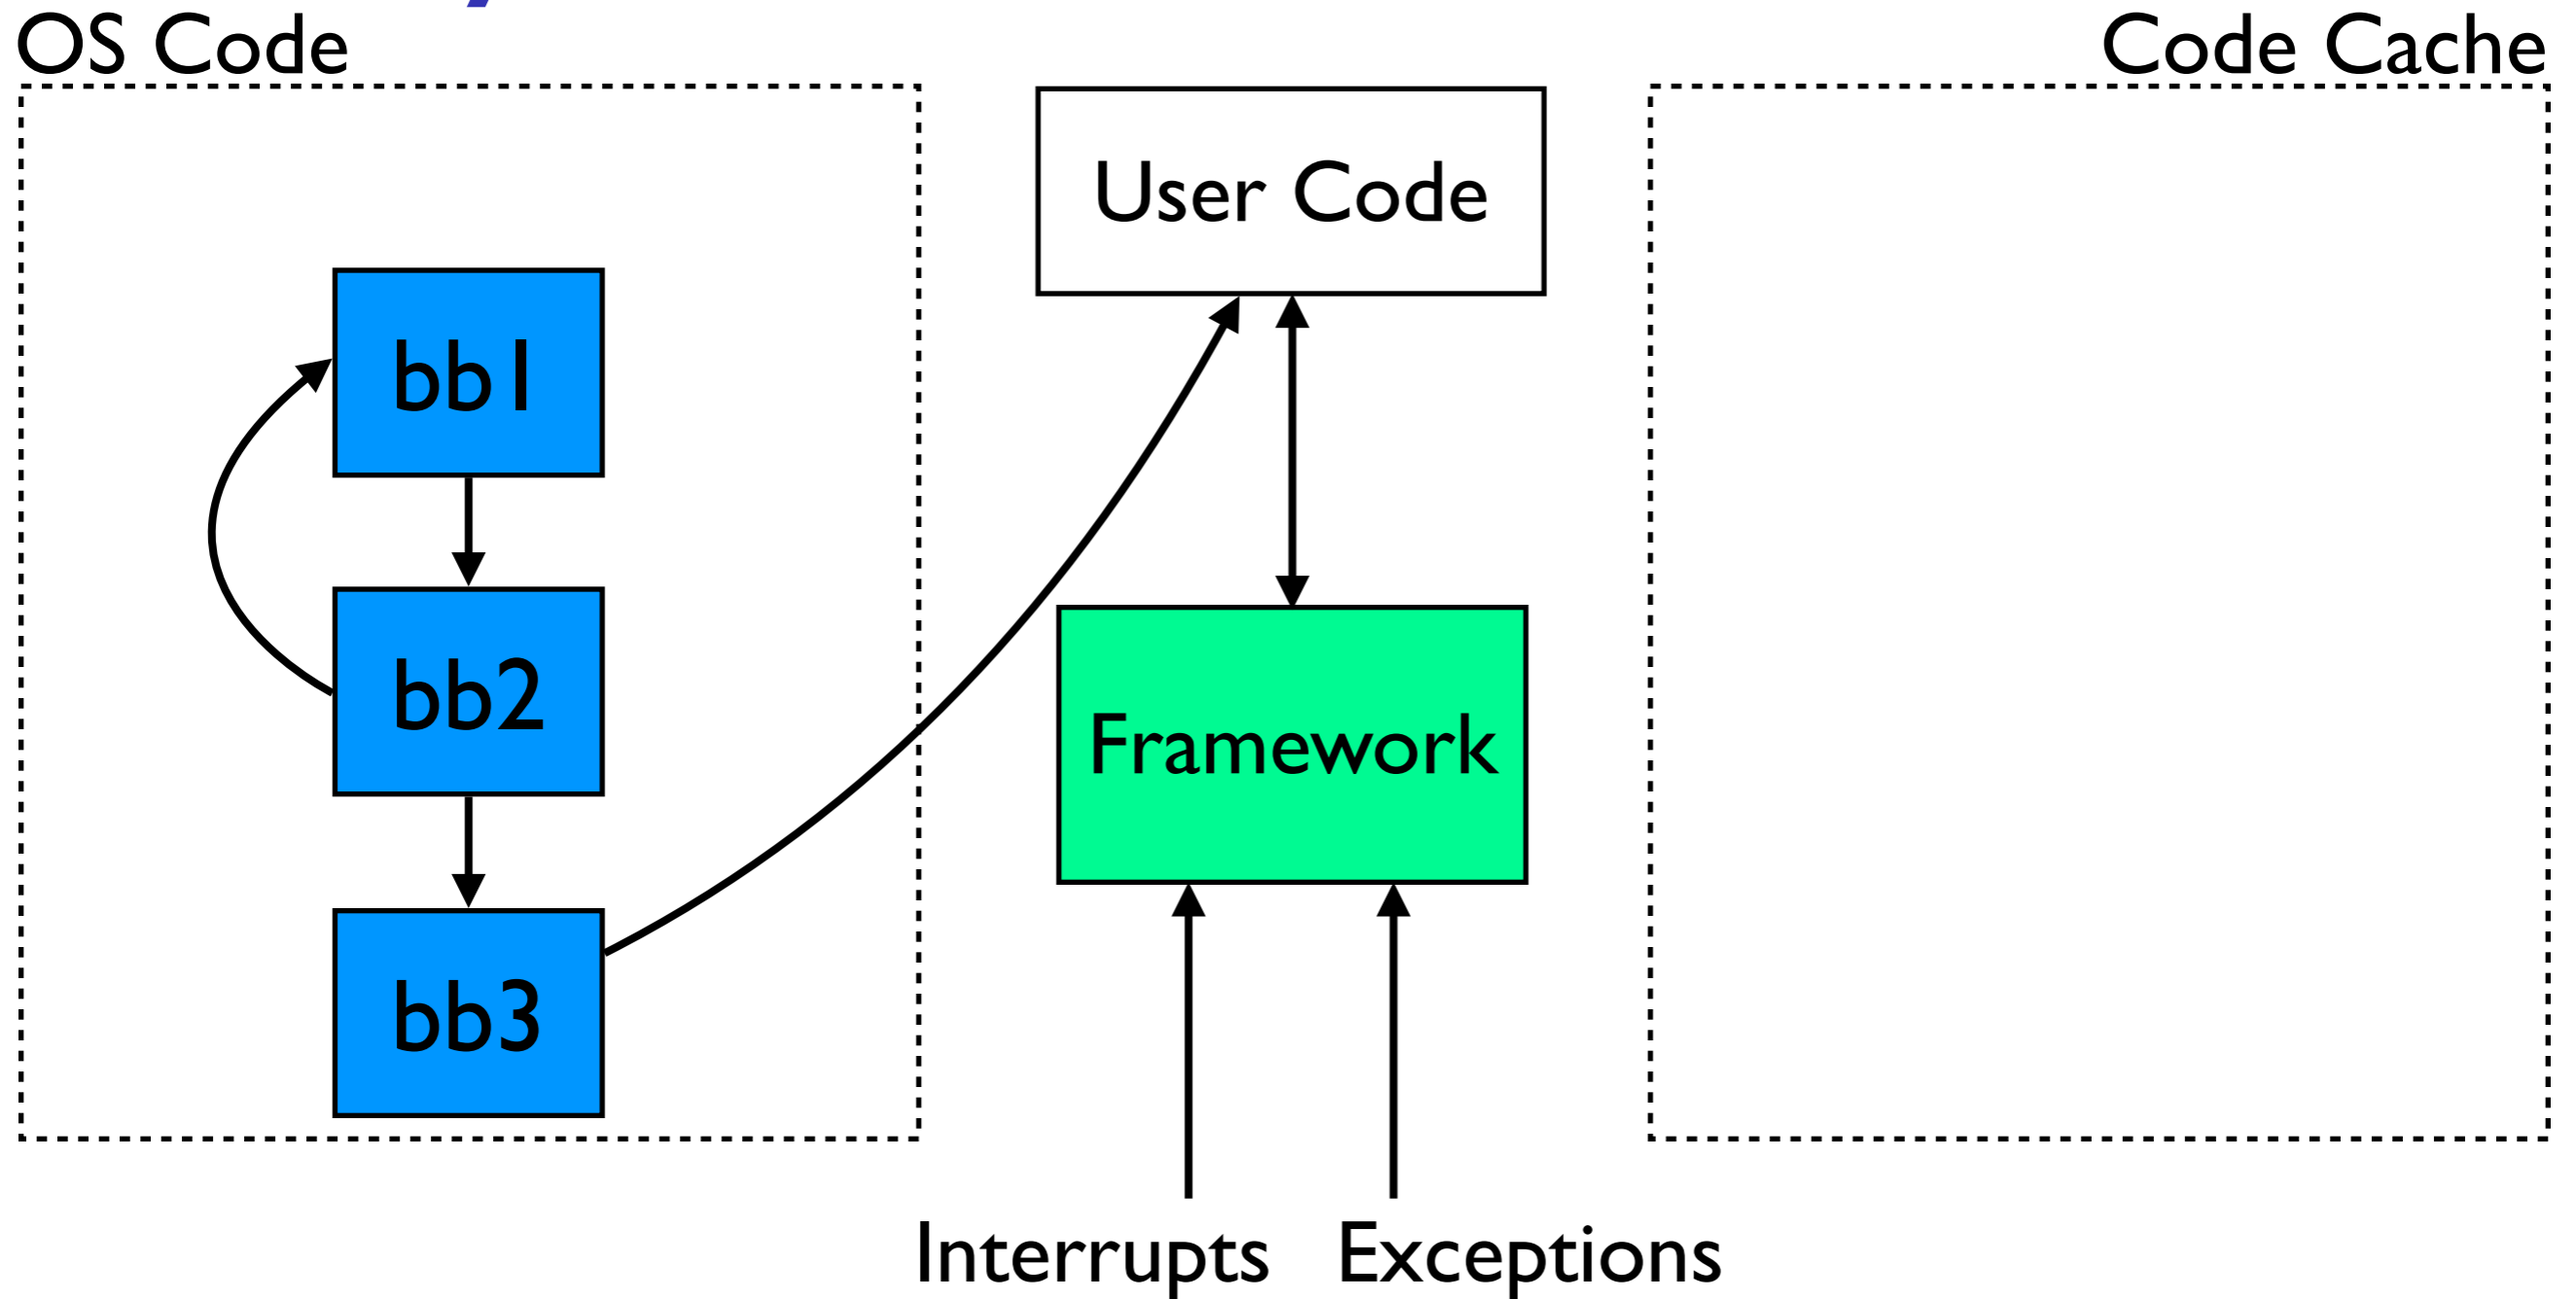 OS Code
Code Cache
User Code
bb1
bb2
Framework
bb3
Interrupts
Exceptions